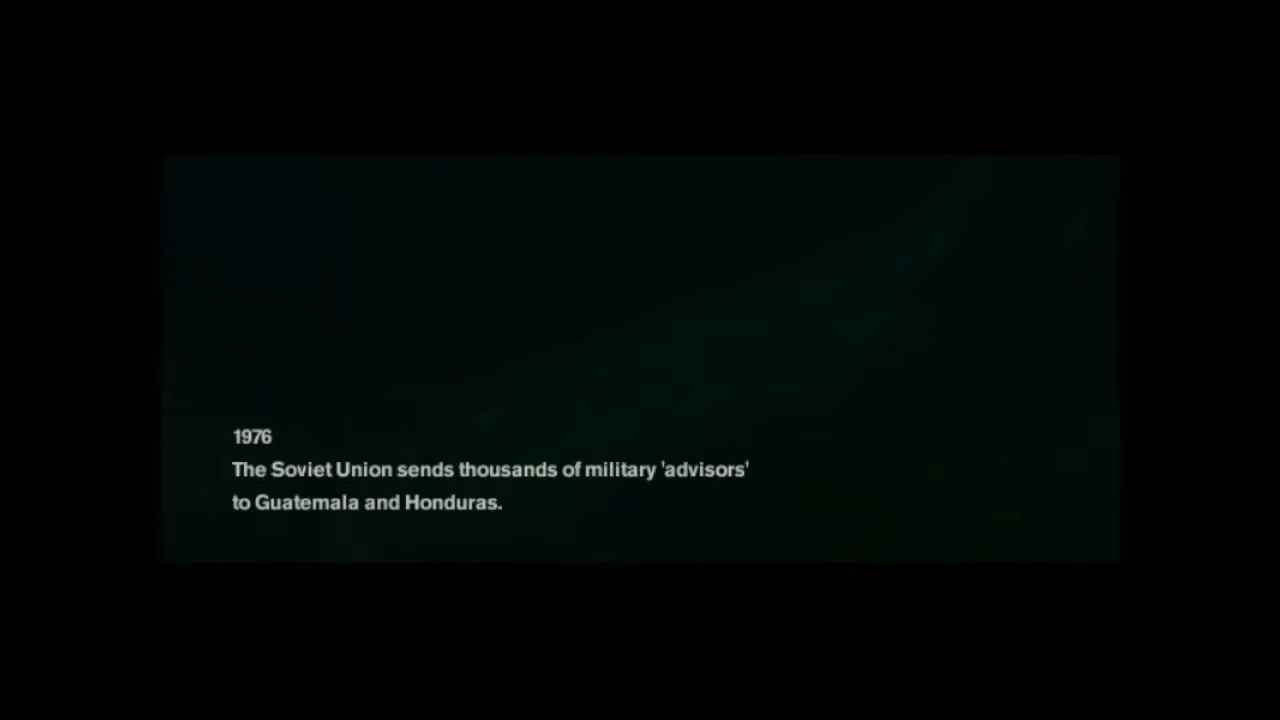 1976
The Soviet Union sends thousands of military 'advisors'
to Guatemala and Honduras.